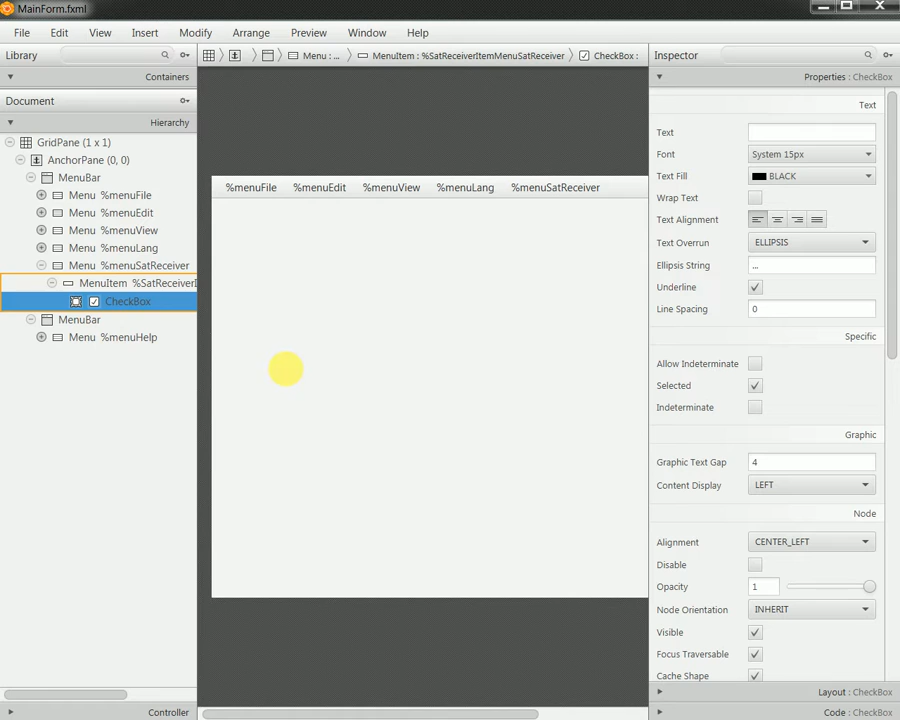 MainForm.fxml
File Edit View Insert Modify Arrange Preview Window Help
Library
Menu : ... MenuItem : %SatReceiverItemMenuSatReceiver CheckBox :
Inspector
Containers
Properties : CheckBox
Document
Hierarchy
GridPane (1 x 1)
AnchorPane (0, 0)
MenuBar
Menu %menuFile
Menu %menuEdit
Menu %menuView
Menu %menuLang
Menu %menuSatReceiver
MenuItem %SatReceiverI
CheckBox
MenuBar
Menu %menuHelp
Controller
%menuFile %menuEdit %menuView %menuLang %menuSatReceiver
Text
Text
Font System 15px
Text Fill BLACK
Wrap Text
Text Alignment
Text Overrun ELLIPSIS
Ellipsis String ...
Underline
Line Spacing 0
Specific
Allow Indeterminate
Selected
Indeterminate
Graphic
Graphic Text Gap 4
Content Display LEFT
Node
Alignment CENTER_LEFT
Disable
Opacity 1
Node Orientation INHERIT
Visible
Focus Traversable
Cache Shape
Layout : CheckBox
Code : CheckBox